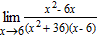 lim x→6 x²-6x / (x²+36)(x-6)